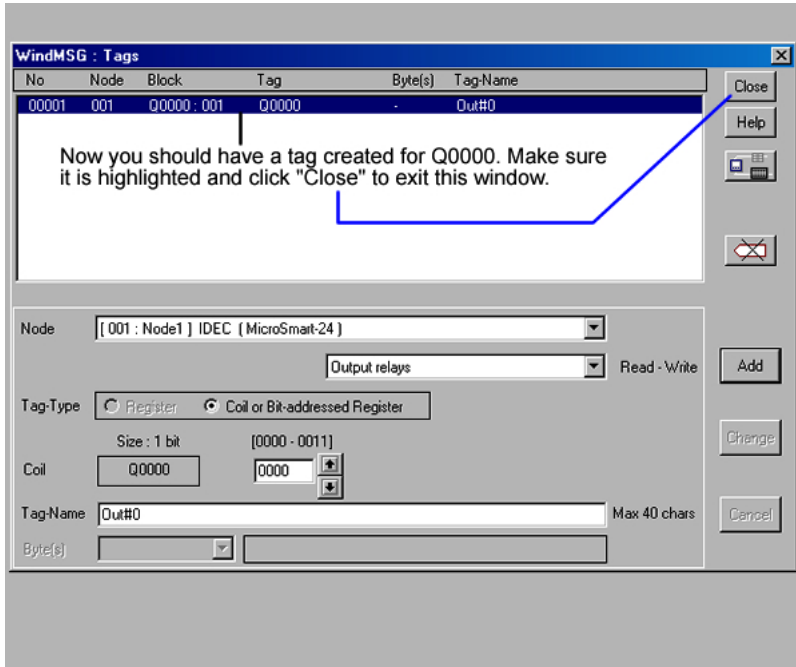 WindMSG : Tags
No Node Block Tag Byte(s) Tag-Name
00001 001 Q0000 : 001 Q0000 - Out#0
Now you should have a tag created for Q0000. Make sure
it is highlighted and click "Close" to exit this window.
Close
Help
Node [ 001 : Node1 ] IDEC ( MicroSmart-24 )
Output relays Read - Write
Add
Tag-Type Register Coil or Bit-addressed Register
Size : 1 bit [0000 - 0011]
Change
Coil Q0000 0000
Tag-Name Out#0 Max 40 chars
Cancel
Byte(s)